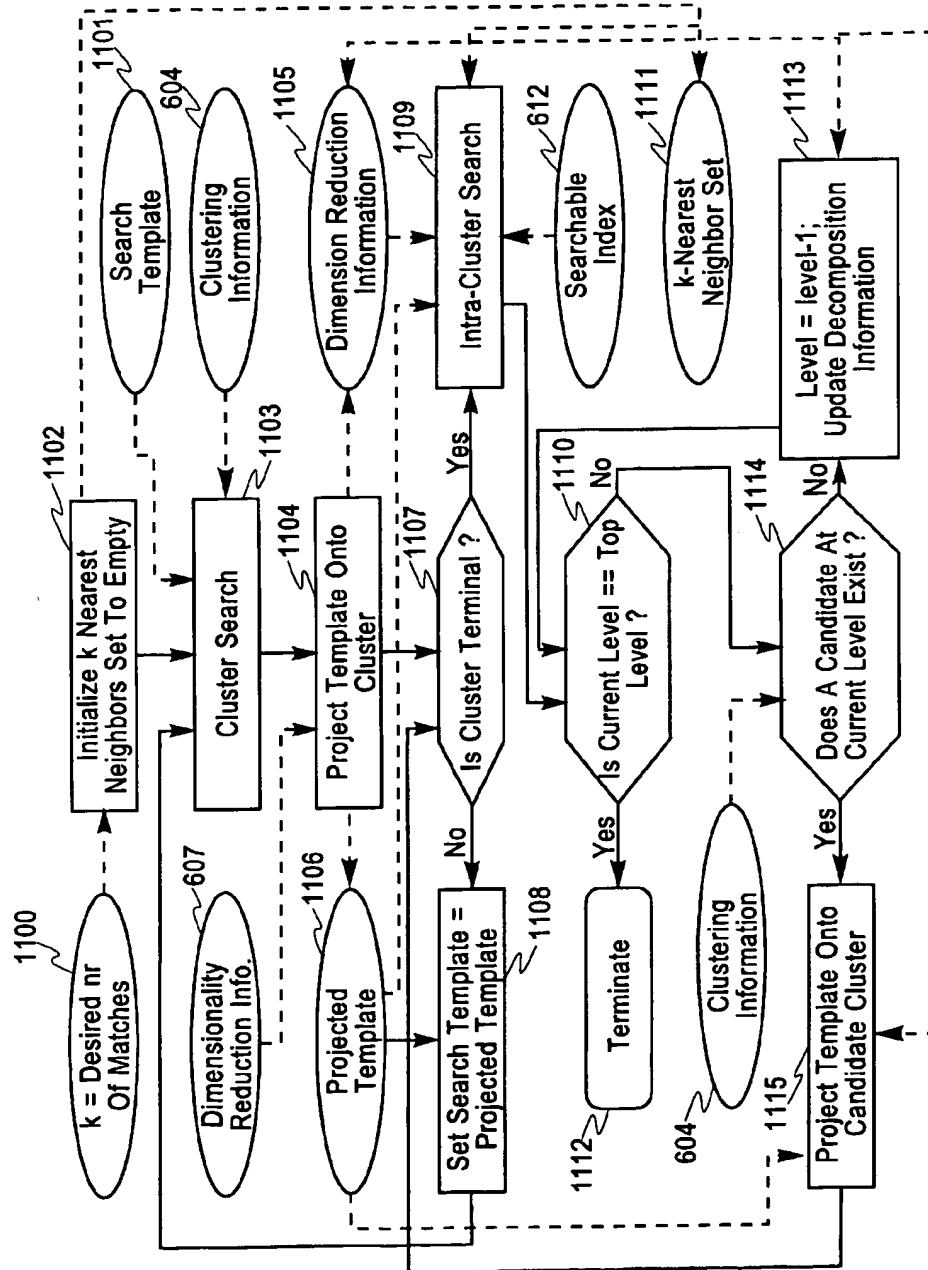 1100
k = Desired nr
Of Matches
1102
Initialize k Nearest
Neighbors Set To Empty
Search
Template
1101
607
Dimensionality
Reduction Info.
Cluster Search
1103
Clustering
Information
604
1106
Projected
Template
1104
Project Template Onto
Cluster
Dimension Reduction
Information
1105
No
Is Cluster Terminal ?
1107
Yes
Set Search Template =
Projected Template
1108
Intra-Cluster Search
1109
Terminate
1112
Yes
Is Current Level == Top
Level ?
1110
No
Searchable
Index
612
Clustering
Information
604
k-Nearest
Neighbor Set
1111
Project Template Onto
Candidate Cluster
1115
Yes
Does A Candidate At
Current Level Exist ?
1114
No
Level = level-1;
Update Decomposition
Information
1113